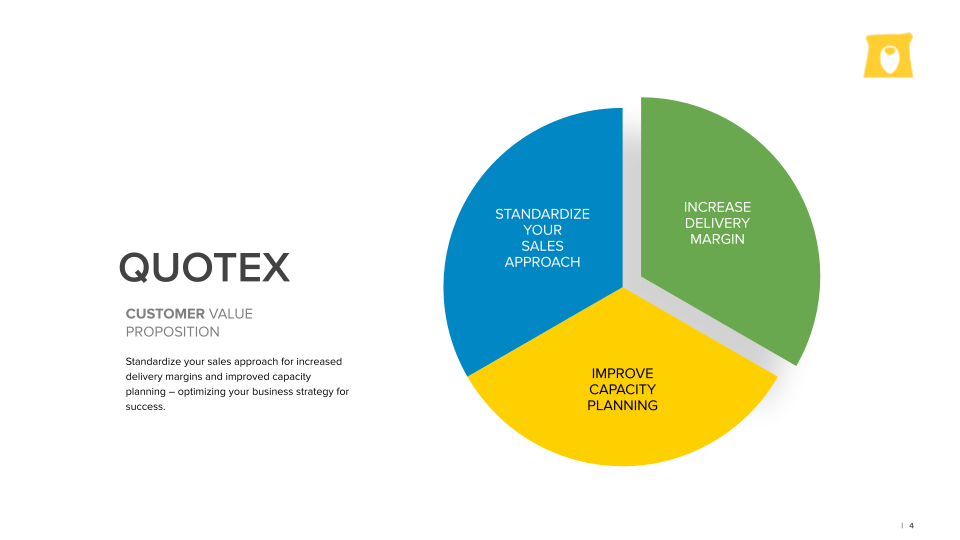 QUOTEX
CUSTOMER VALUE
PROPOSITION
Standardize your sales approach for increased
delivery margins and improved capacity
planning – optimizing your business strategy for
success.
STANDARDIZE
YOUR
SALES
APPROACH
INCREASE
DELIVERY
MARGIN
IMPROVE
CAPACITY
PLANNING
| 4